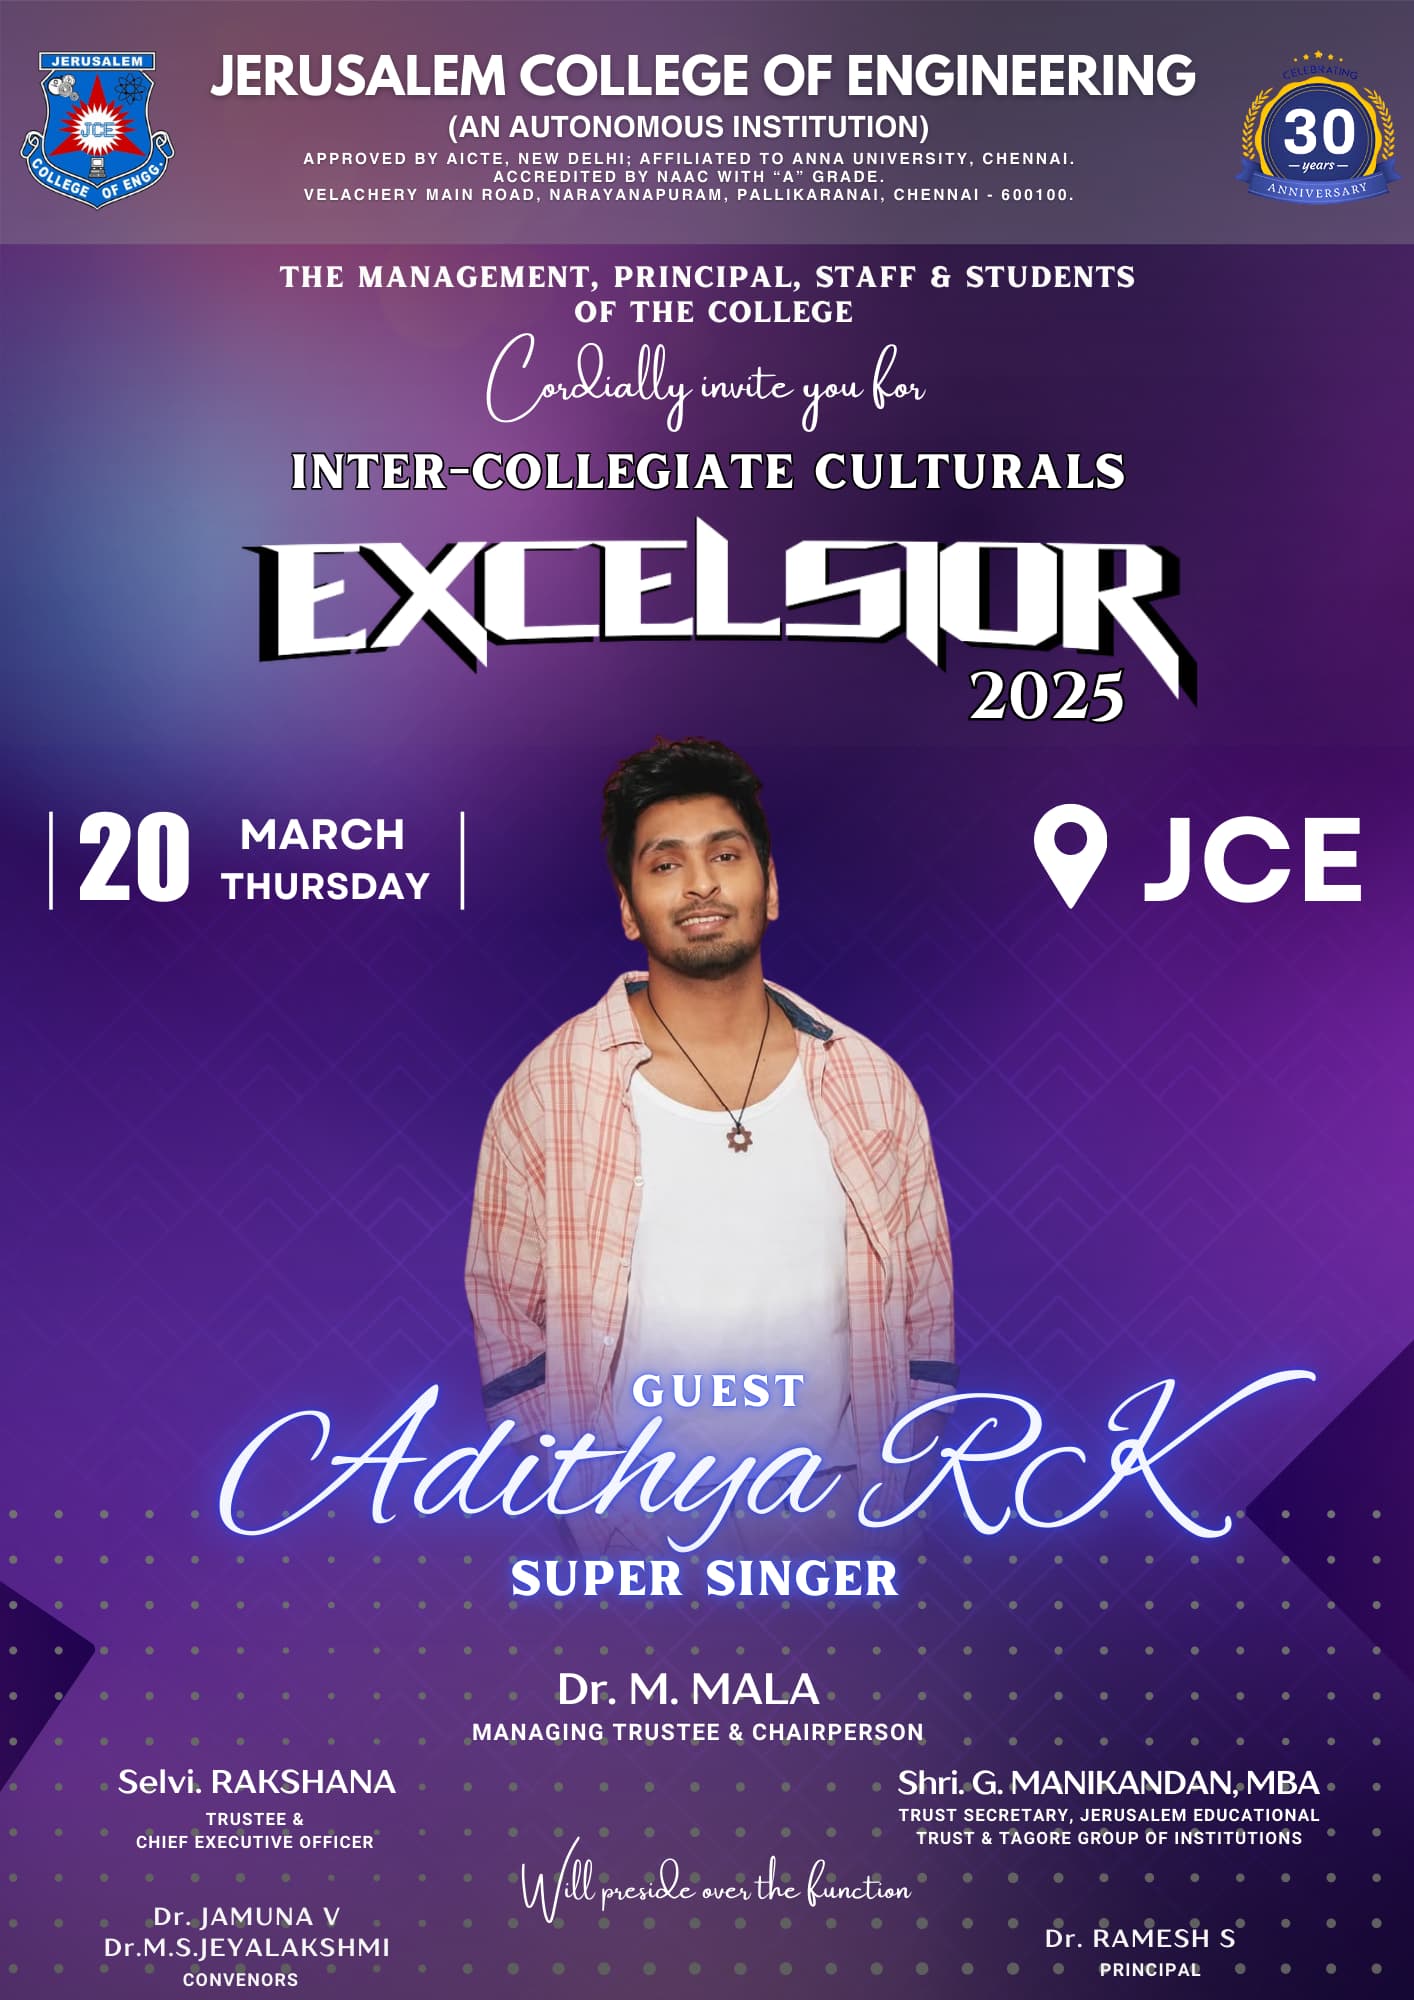 JERUSALEM
JCE
COLLEGE OF ENGG.
JERUSALEM COLLEGE OF ENGINEERING
(AN AUTONOMOUS INSTITUTION)
APPROVED BY AICTE, NEW DELHI; AFFILIATED TO ANNA UNIVERSITY, CHENNAI.
ACCREDITED BY NAAC WITH “A” GRADE.
VELACHERY MAIN ROAD, NARAYANAPURAM, PALLIKARANAI, CHENNAI - 600100.
CELEBRATING
30
years
ANNIVERSARY
THE MANAGEMENT, PRINCIPAL, STAFF & STUDENTS
OF THE COLLEGE
Cordially invite you for
INTER-COLLEGIATE CULTURALS
EXCELSIOR
2025
20 MARCH
THURSDAY
JCE
GUEST
Adithya RK
SUPER SINGER
Dr. M. MALA
MANAGING TRUSTEE & CHAIRPERSON
Selvi. RAKSHANA
TRUSTEE &
CHIEF EXECUTIVE OFFICER
Shri. G. MANIKANDAN, MBA
TRUST SECRETARY, JERUSALEM EDUCATIONAL
TRUST & TAGORE GROUP OF INSTITUTIONS
Will preside over the function
Dr. JAMUNA V
Dr.M.S.JEYALAKSHMI
CONVENORS
Dr. RAMESH S
PRINCIPAL